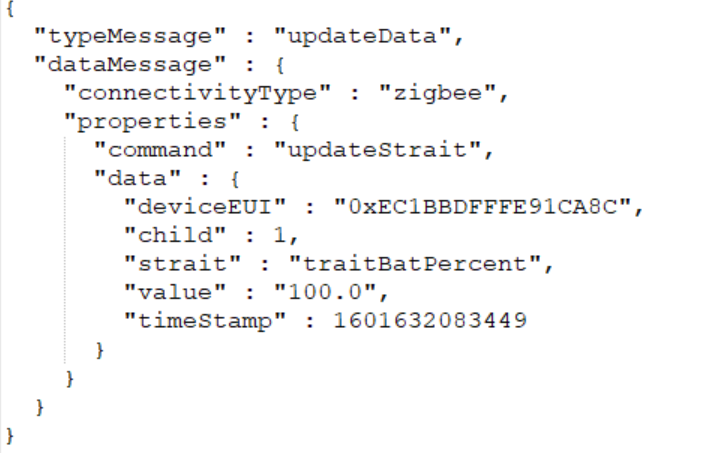 {
"typeMessage" : "updateData",
"dataMessage" : {
"connectivityType" : "zigbee",
"properties" : {
"command" : "updateStrait",
"data" : {
"deviceEUI" : "0xEC1BBDFFFE91CA8C",
"child" : 1,
"strait" : "traitBatPercent",
"value" : "100.0",
"timeStamp" : 1601632083449
}
}
}
}